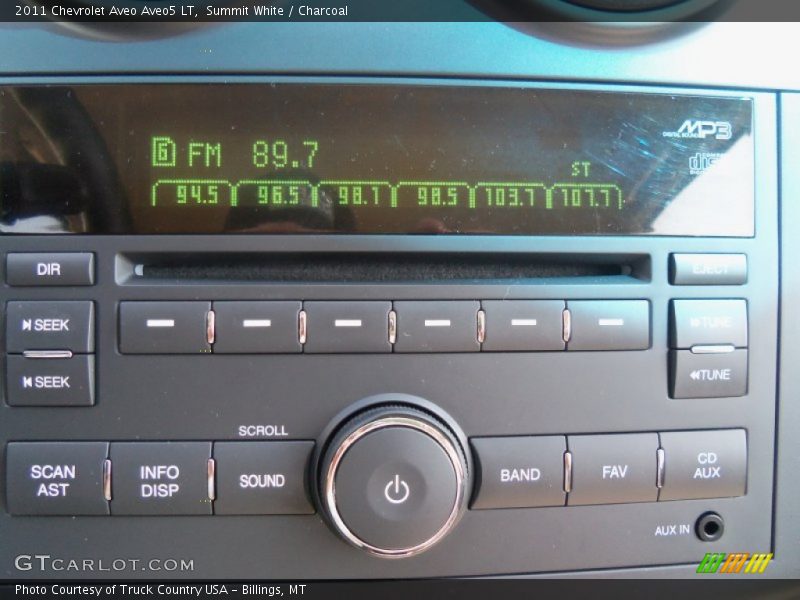 2011 Chevrolet Aveo Aveo5 LT, Summit White / Charcoal
MP3
DIGITAL SOUND
6 FM 89.7
ST
94.5 96.5 98.1 98.5 103.7 107.7
DIR
EJECT
SEEK
TUNE
SEEK
TUNE
SCROLL
SCAN AST
INFO DISP
SOUND
BAND
FAV
CD AUX
AUX IN
GTCARLOT.COM
Photo Courtesy of Truck Country USA - Billings, MT